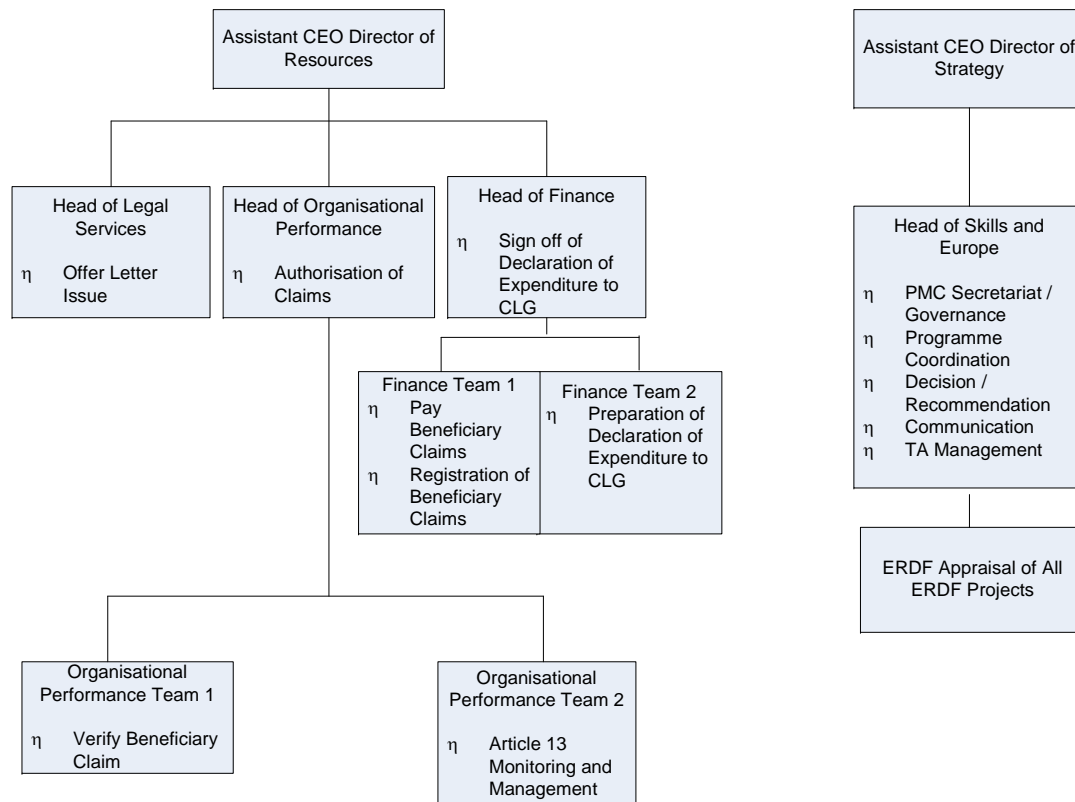 Assistant CEO Director of
Resources
Assistant CEO Director of
Strategy
Head of Legal
Services
η Offer Letter
Issue
Head of Organisational
Performance
η Authorisation of
Claims
Head of Finance
η Sign off of
Declaration of
Expenditure to
CLG
Head of Skills and
Europe
η PMC Secretariat /
Governance
η Programme
Coordination
η Decision /
Recommendation
η Communication
η TA Management
Finance Team 1
η Pay
Beneficiary
Claims
η Registration of
Beneficiary
Claims
Finance Team 2
η Preparation of
Declaration of
Expenditure to
CLG
ERDF Appraisal of All
ERDF Projects
Organisational
Performance Team 1
η Verify Beneficiary
Claim
Organisational
Performance Team 2
η Article 13
Monitoring and
Management